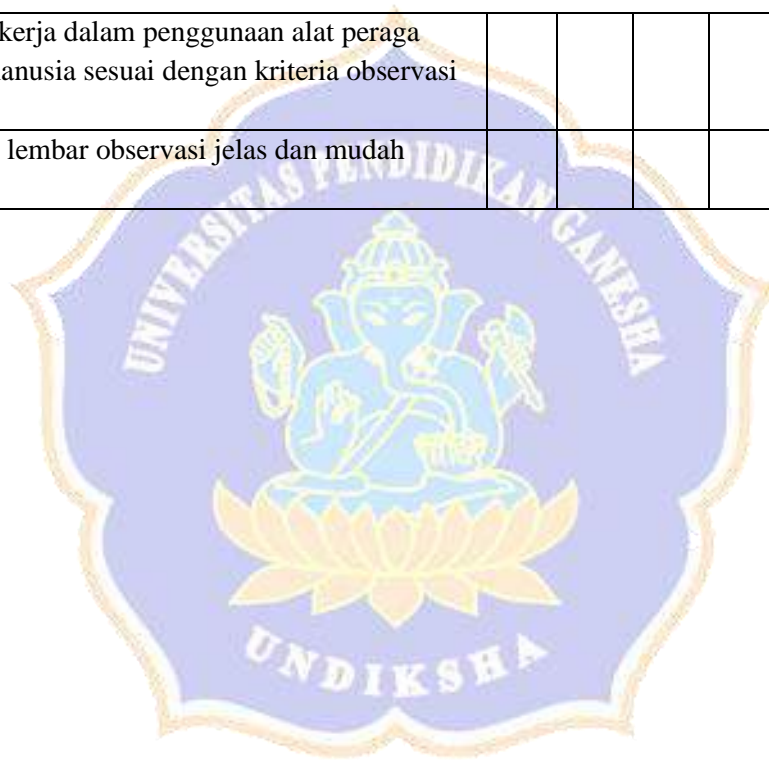 kerja dalam penggunaan alat peraga
anusia sesuai dengan kriteria observasi
lembar observasi jelas dan mudah
UNIVERSITAS PENDIDIKAN GANESHA
UNDIKSHA